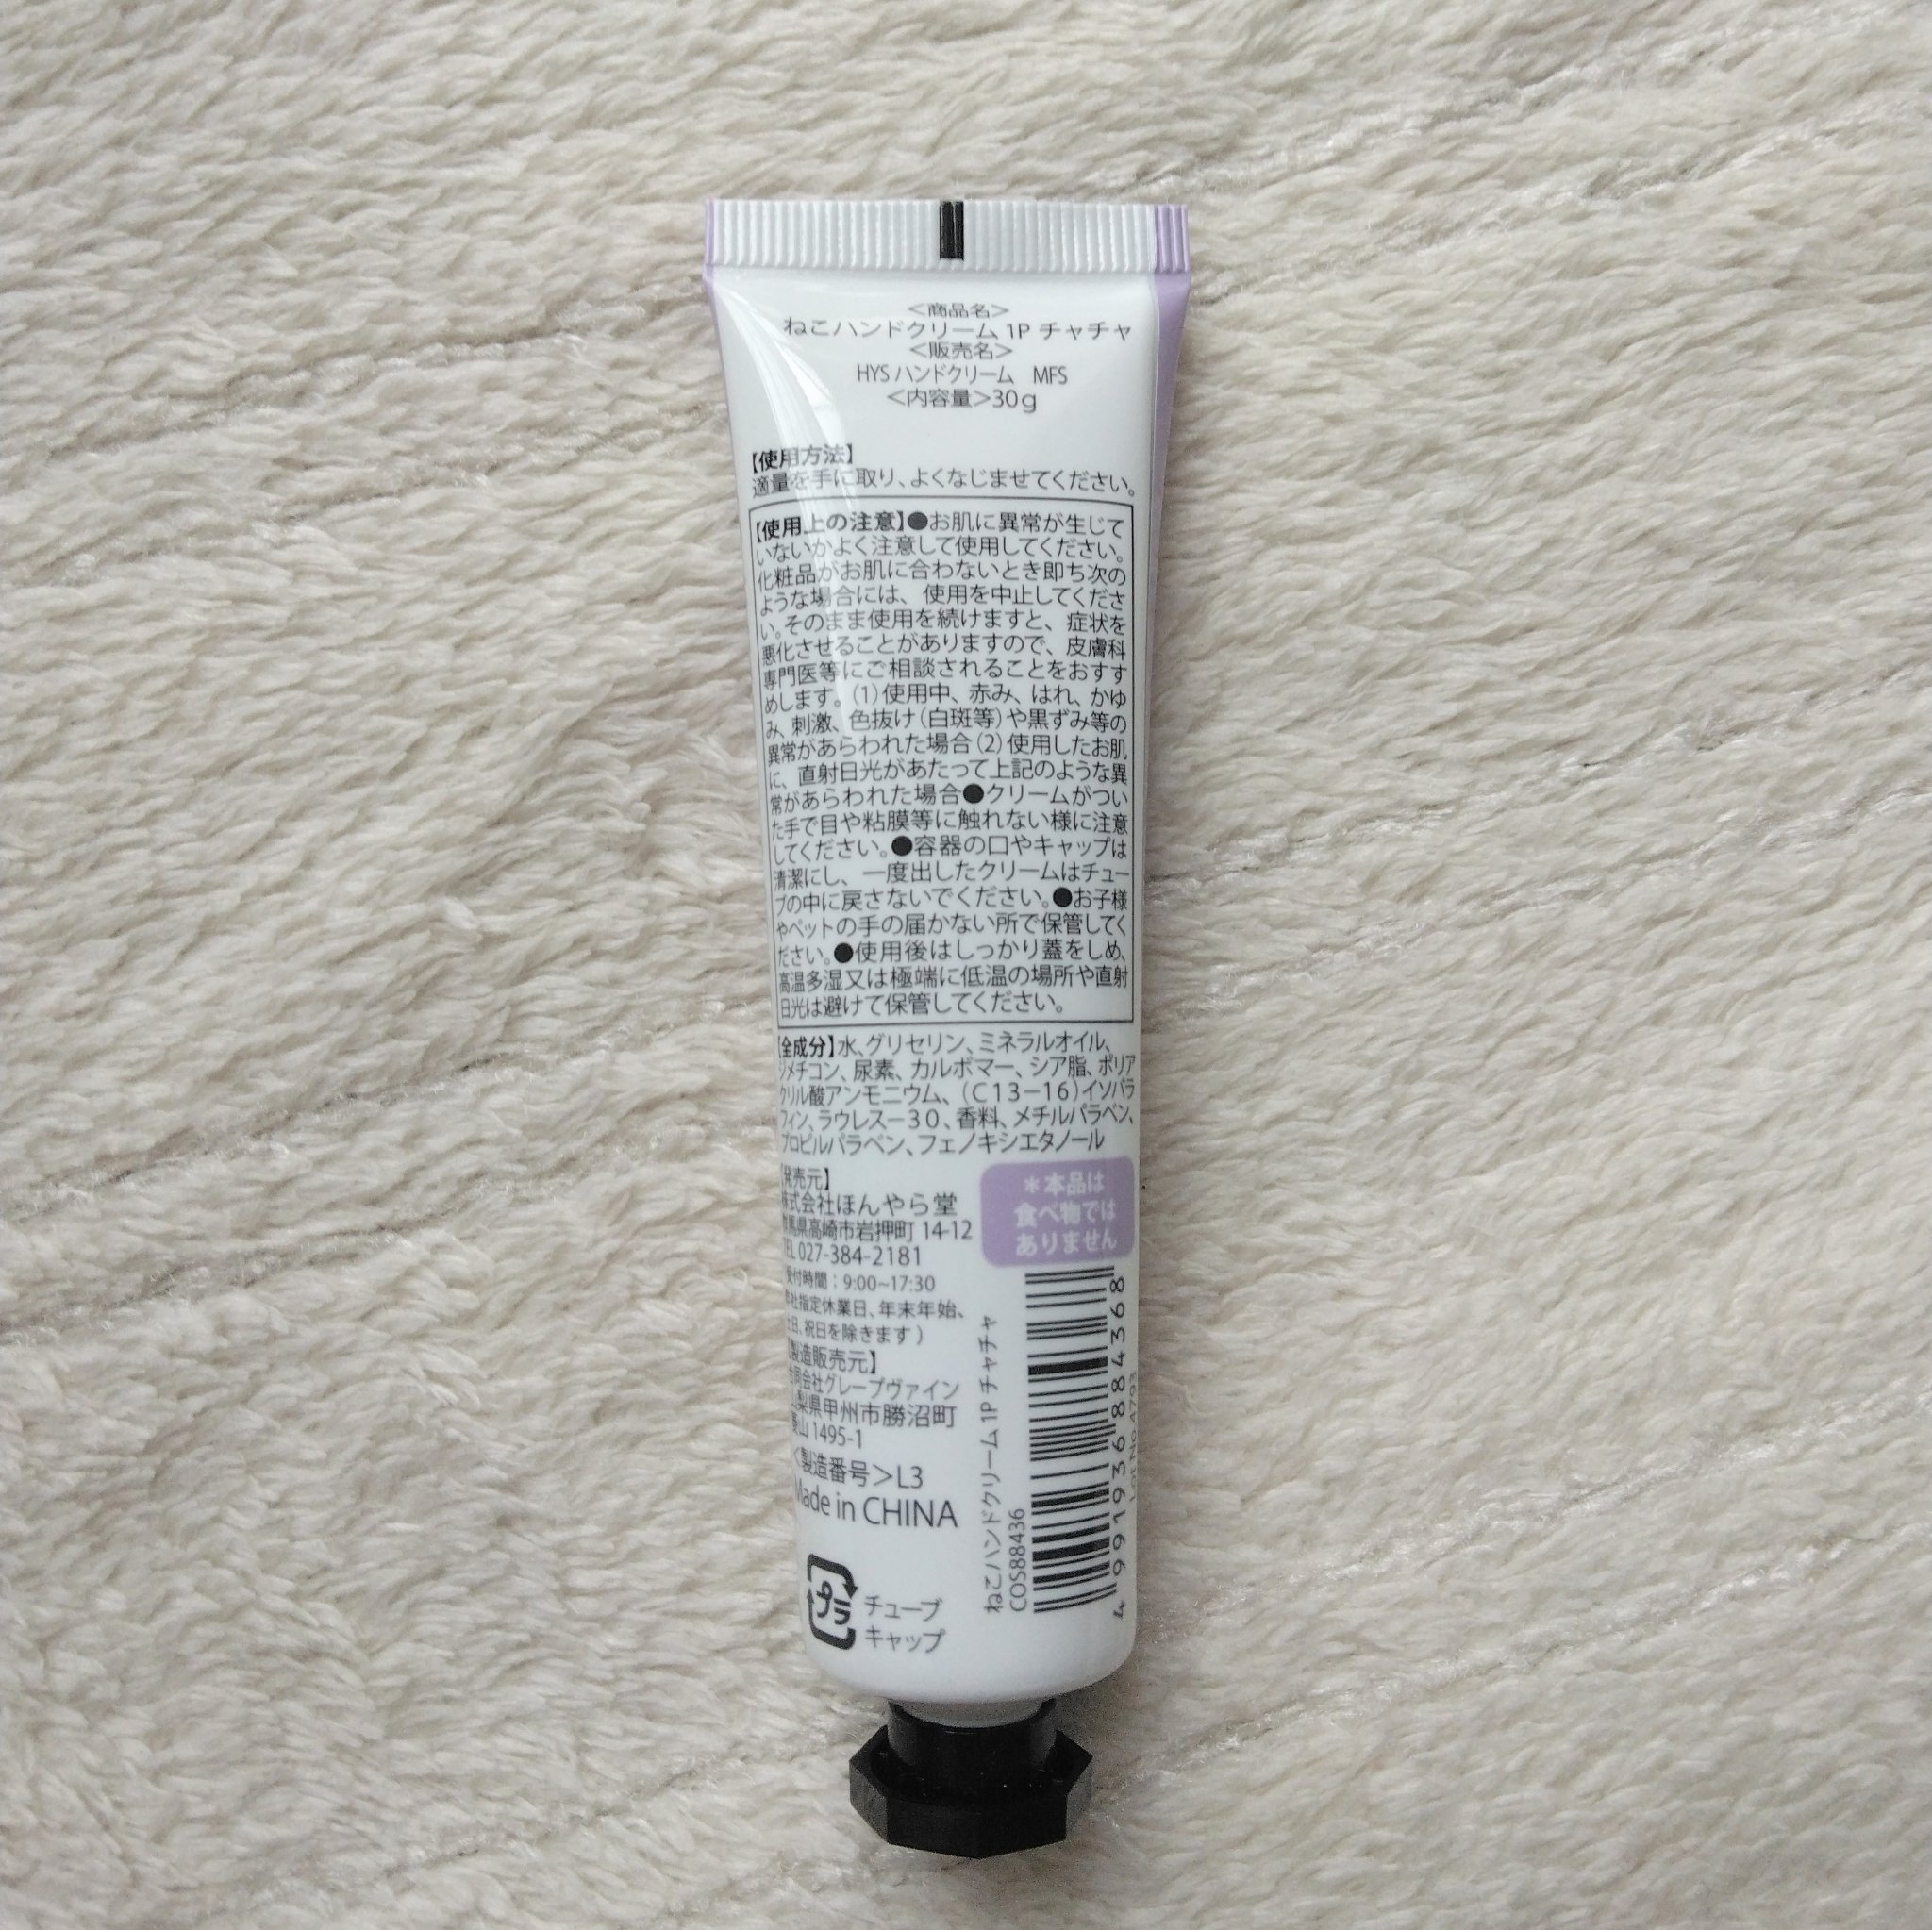 <商品名>
ねこハンドクリーム 1P チャチャ
<販売名>
HYS ハンドクリーム　MFS
<内容量>30g
【使用方法】
適量を手に取り、よくなじませてください。
【使用上の注意】●お肌に異常が生じて
いないかよく注意して使用してください。
化粧品がお肌に合わないとき即ち次の
ような場合には、使用を中止してくださ
い。そのまま使用を続けますと、症状を
悪化させることがありますので、皮膚科
専門医等にご相談されることをおすす
めします。(1)使用中、赤み、はれ、かゆ
み、刺激、色抜け(白斑等)や黒ずみ等の
異常があらわれた場合(2)使用したお肌
に、直射日光があたって上記のような異
常があらわれた場合●クリームがつい
た手で目や粘膜等に触れない様に注意
してください。●容器の口やキャップは
清潔にし、一度出したクリームはチュー
ブの中に戻さないでください。●お子様
やペットの手の届かない所で保管してく
ださい。●使用後はしっかり蓋をしめ、
高温多湿又は極端に低温の場所や直射
日光は避けて保管してください。
【全成分】水、グリセリン、ミネラルオイル、
ジメチコン、尿素、カルボマー、シア脂、ポリア
クリル酸アンモニウム、(C13-16)イソパラ
フィン、ラウレス-30、香料、メチルパラベン、
プロピルパラベン、フェノキシエタノール
【発売元】
株式会社ほんやら堂
群馬県高崎市岩押町 14-12
TEL 027-384-2181
受付時間:9:00~17:30
社指定休業日、年末年始、
土日、祝日を除きます)
【製造販売元】
合同会社グレープヴァイン
山梨県甲州市勝沼町
菱山 1495-1
<製造番号>L3
Made in CHINA
プラ
チューブ
キャップ
*本品は
食べ物では
ありません
ねこハンドクリーム 1P チャチャ
COS88436
4991936884368
Lot No.4793